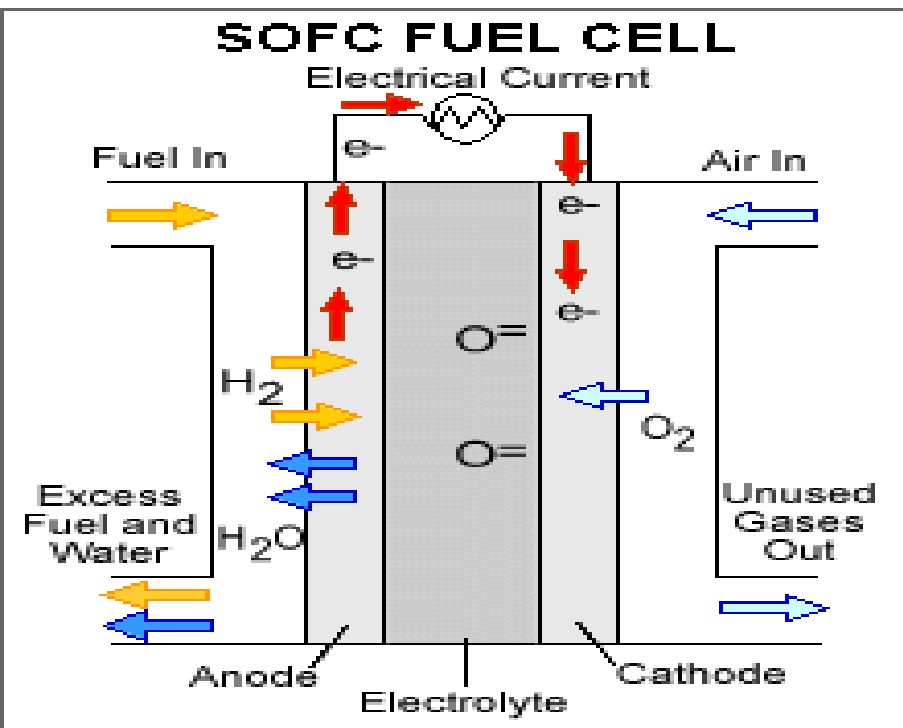 SOFC FUEL CELL
Electrical Current
Fuel In
e-
Air In
e-
e-
e-
O=
H2
O2
O=
Excess
Fuel and
Water
H2O
Unused
Gases
Out
Anode
Cathode
Electrolyte